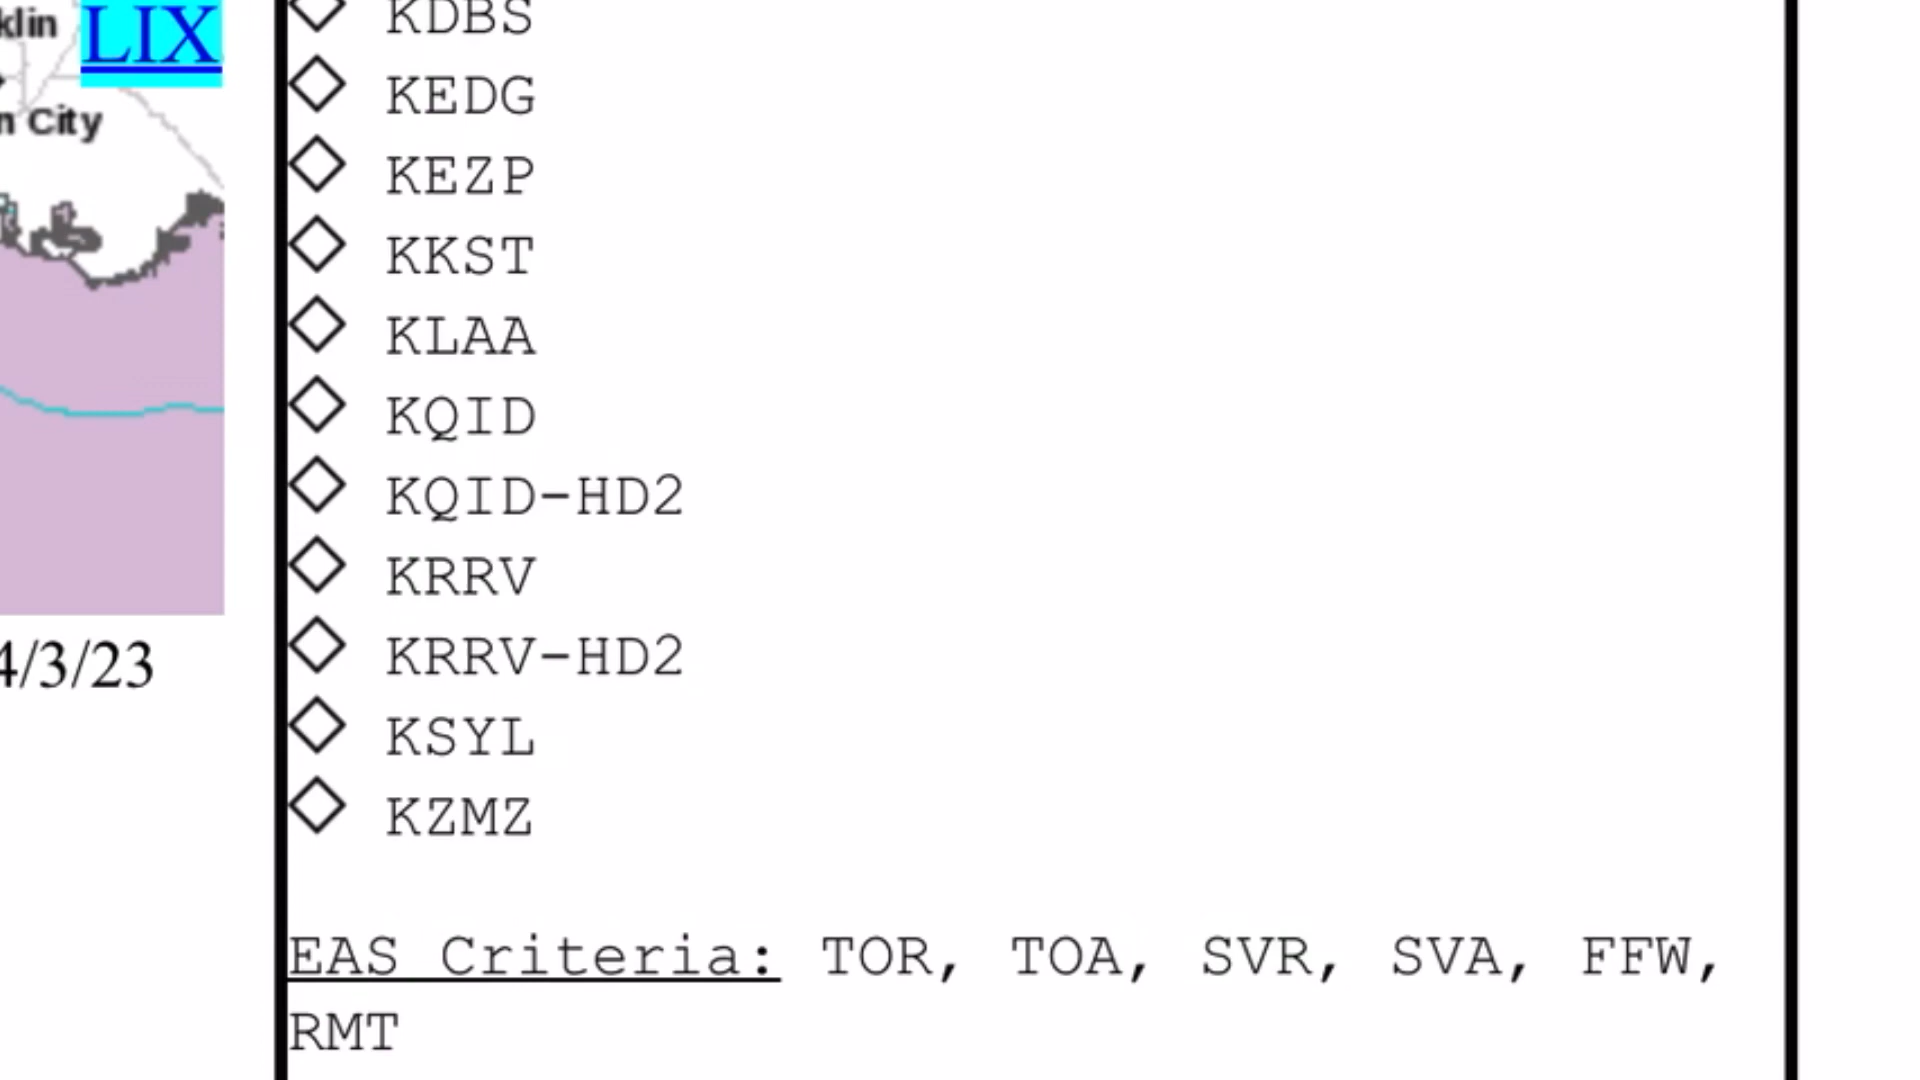 klin
LIX
n City
4/3/23
KDBS
◇ KEDG
◇ KEZP
◇ KKST
◇ KLAA
◇ KQID
◇ KQID-HD2
◇ KRRV
◇ KRRV-HD2
◇ KSYL
◇ KZMZ
EAS Criteria: TOR, TOA, SVR, SVA, FFW,
RMT